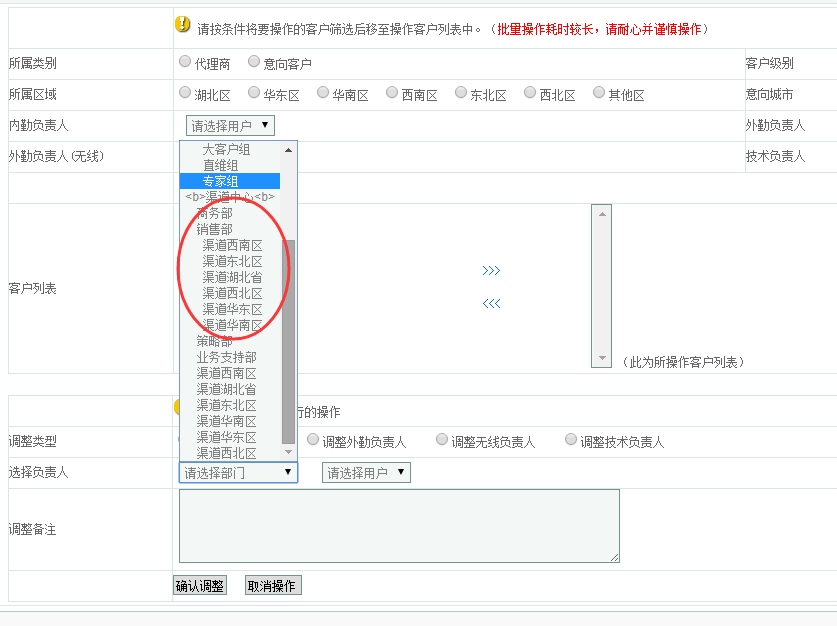 请按条件将要操作的客户筛选后移至操作客户列表中。（批量操作耗时较长，请耐心并谨慎操作）
所属类别 代理商 意向客户 客户级别
所属区域 湖北区 华东区 华南区 西南区 东北区 西北区 其他区 意向城市
内勤负责人 请选择用户 外勤负责人
外勤负责人(无线) 技术负责人
大客户组
直维组
专家组
<b>渠道中心<b>
商务部
销售部
渠道西南区
渠道东北区
渠道湖北省
渠道西北区
渠道华东区
渠道华南区
策略部
业务支持部
渠道西南区
渠道湖北省
渠道东北区
渠道华南区
渠道华东区
渠道西北区
客户列表 >>> <<< （此为所操作客户列表）
行的操作
调整类型 调整外勤负责人 调整无线负责人 调整技术负责人
选择负责人 请选择部门 请选择用户
调整备注
确认调整 取消操作